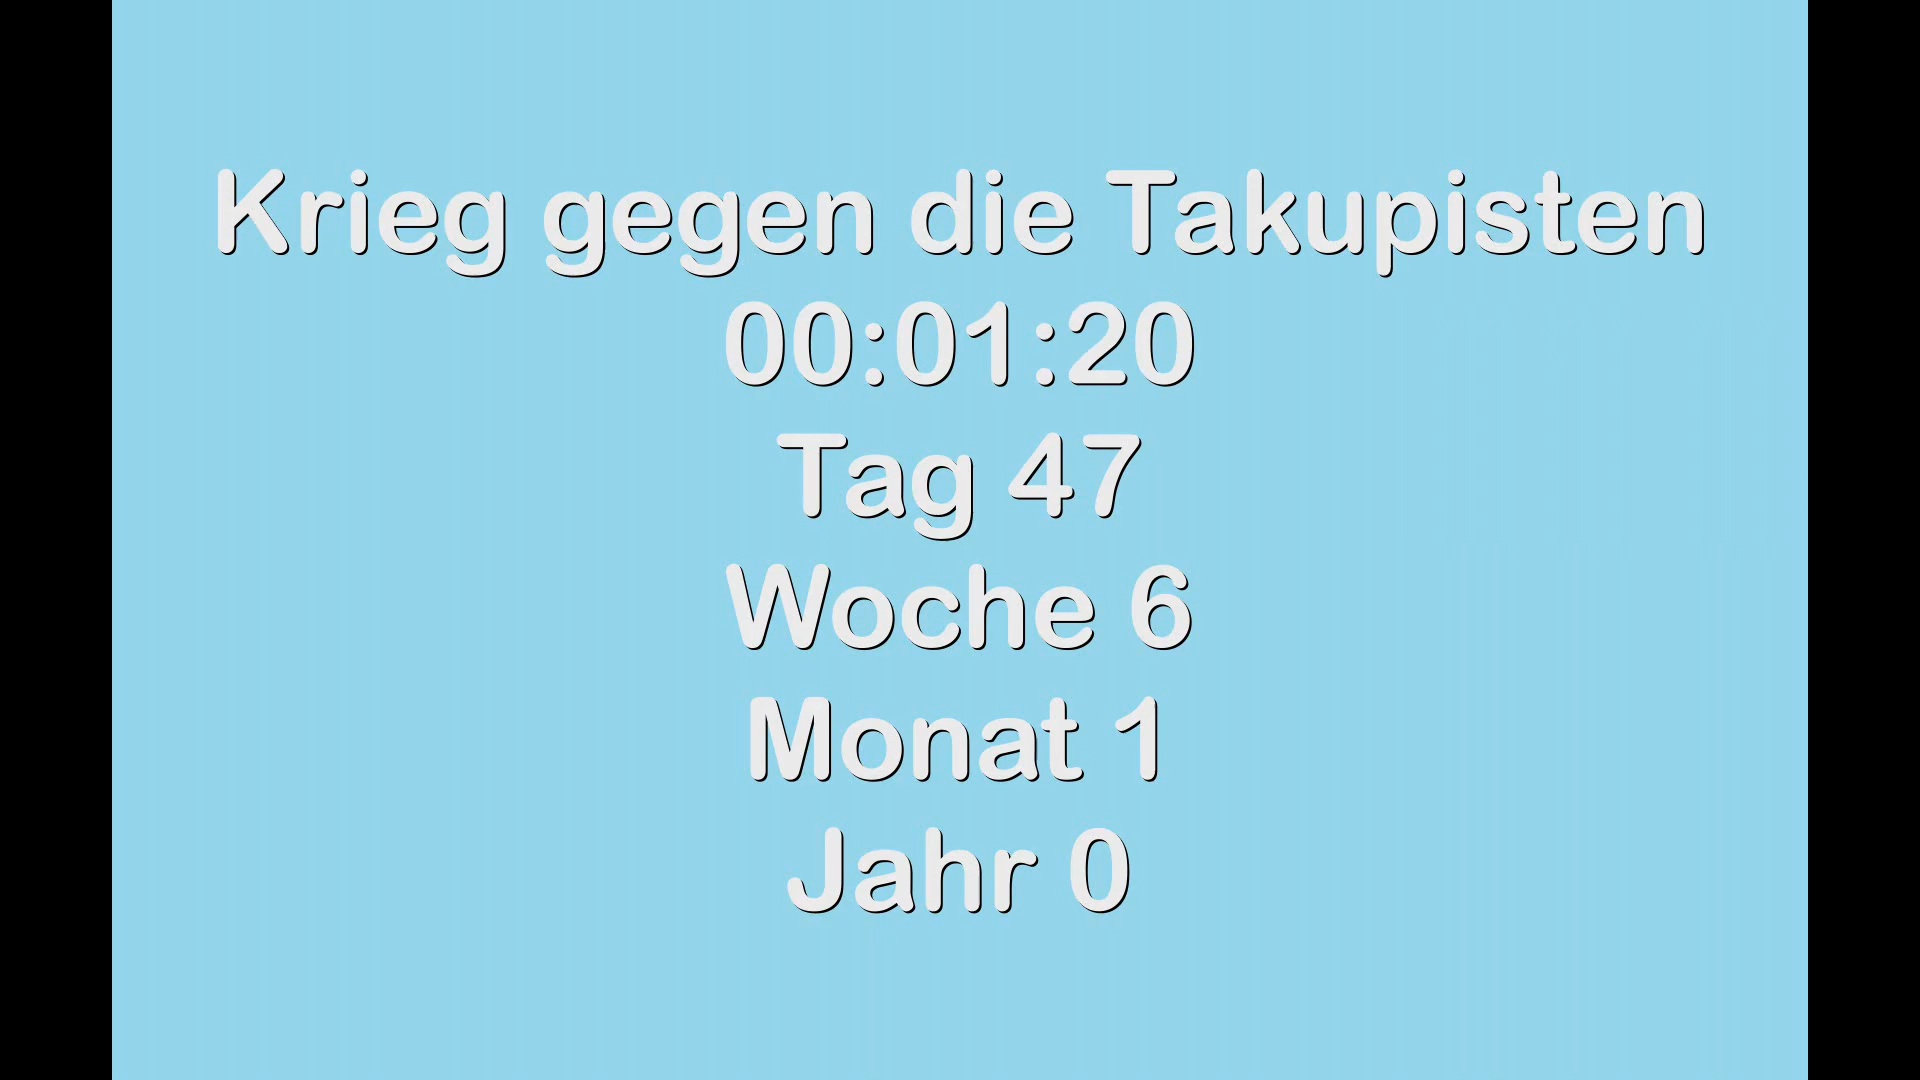 Krieg gegen die Takupisten
00:01:20
Tag 47
Woche 6
Monat 1
Jahr 0